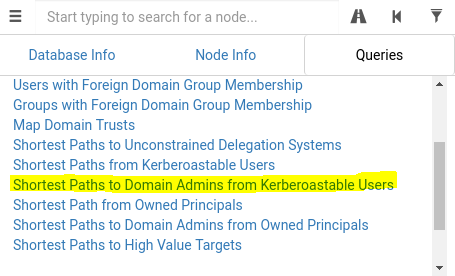 Start typing to search for a node...
Database Info
Node Info
Queries
Users with Foreign Domain Group Membership
Groups with Foreign Domain Group Membership
Map Domain Trusts
Shortest Paths to Unconstrained Delegation Systems
Shortest Paths from Kerberoastable Users
Shortest Paths to Domain Admins from Kerberoastable Users
Shortest Path from Owned Principals
Shortest Paths to Domain Admins from Owned Principals
Shortest Paths to High Value Targets